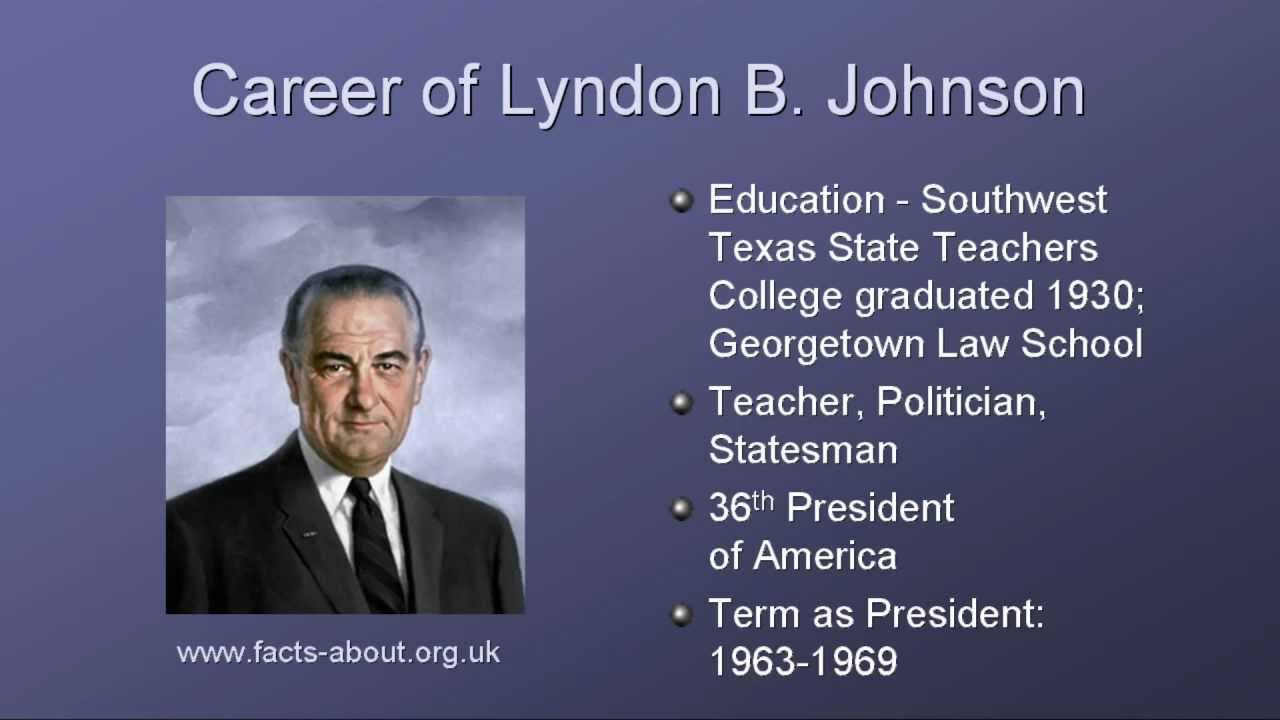 Career of Lyndon B. Johnson
Education - Southwest
Texas State Teachers
College graduated 1930;
Georgetown Law School
Teacher, Politician,
Statesman
36th President
of America
Term as President:
1963-1969
www.facts-about.org.uk